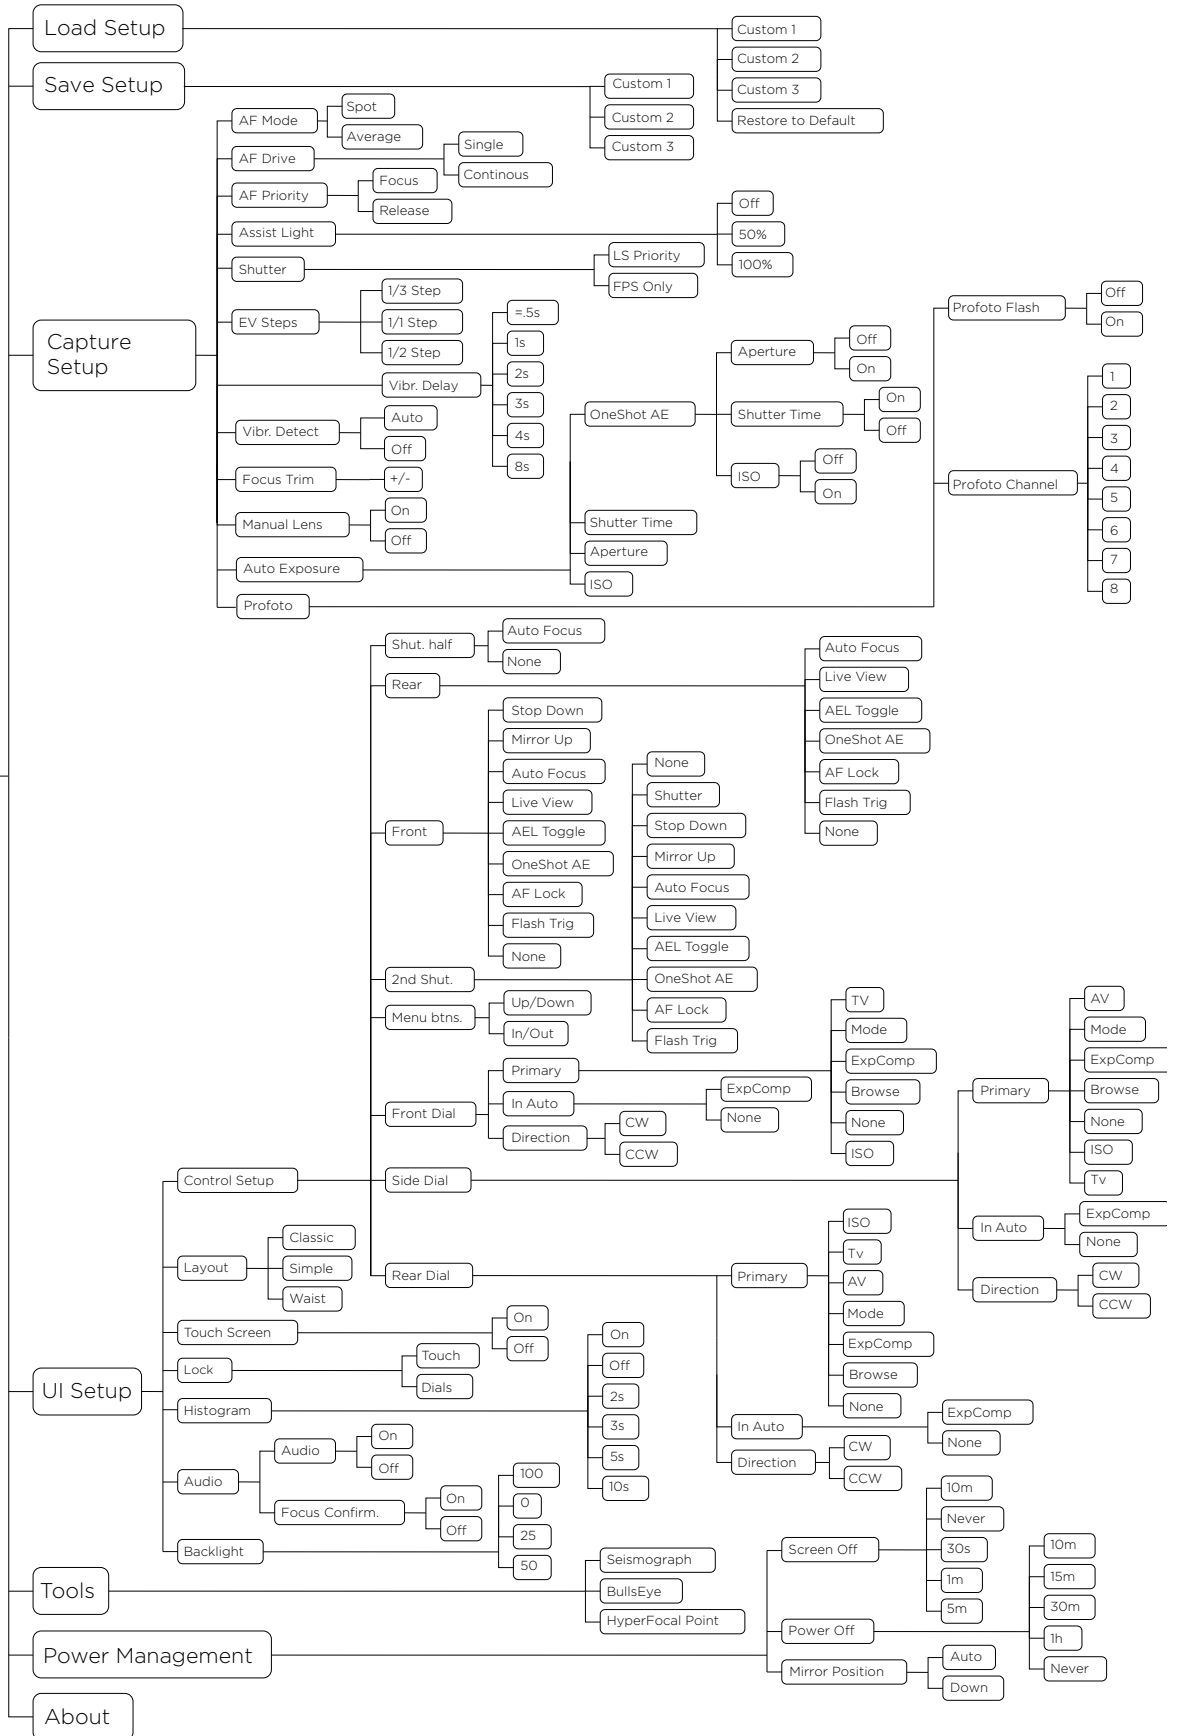 Load Setup
Custom 1
Custom 2
Custom 3
Restore to Default
Save Setup
Custom 1
Custom 2
Custom 3
Capture
Setup
AF Mode
Spot
Average
AF Drive
Single
Continous
AF Priority
Focus
Release
Assist Light
Off
50%
100%
Shutter
LS Priority
FPS Only
EV Steps
1/3 Step
1/1 Step
1/2 Step
Vibr. Delay
=.5s
1s
2s
3s
4s
8s
Vibr. Detect
Auto
Off
Focus Trim
+/-
Manual Lens
On
Off
Auto Exposure
OneShot AE
Aperture
Off
On
Shutter Time
On
Off
ISO
Off
On
Shutter Time
Aperture
ISO
Profoto
Profoto Flash
Off
On
Profoto Channel
1
2
3
4
5
6
7
8
UI Setup
Control Setup
Shut. half
Auto Focus
None
Rear
Auto Focus
Live View
AEL Toggle
OneShot AE
AF Lock
Flash Trig
None
Front
Stop Down
Mirror Up
Auto Focus
Live View
AEL Toggle
OneShot AE
AF Lock
Flash Trig
None
2nd Shut.
None
Shutter
Stop Down
Mirror Up
Auto Focus
Live View
AEL Toggle
OneShot AE
AF Lock
Flash Trig
Menu btns.
Up/Down
In/Out
Front Dial
Primary
TV
Mode
ExpComp
Browse
None
ISO
In Auto
ExpComp
None
Direction
CW
CCW
Side Dial
Primary
AV
Mode
ExpComp
Browse
None
ISO
Tv
In Auto
ExpComp
None
Direction
CW
CCW
Rear Dial
Primary
ISO
Tv
AV
Mode
ExpComp
Browse
None
In Auto
ExpComp
None
Direction
CW
CCW
Layout
Classic
Simple
Waist
Touch Screen
On
Off
Lock
Touch
Dials
Histogram
On
Off
2s
3s
5s
10s
Audio
Audio
On
Off
Focus Confirm.
On
Off
Backlight
100
0
25
50
Tools
Seismograph
BullsEye
HyperFocal Point
Power Management
Screen Off
10m
Never
30s
1m
5m
Power Off
10m
15m
30m
1h
Never
Mirror Position
Auto
Down
About